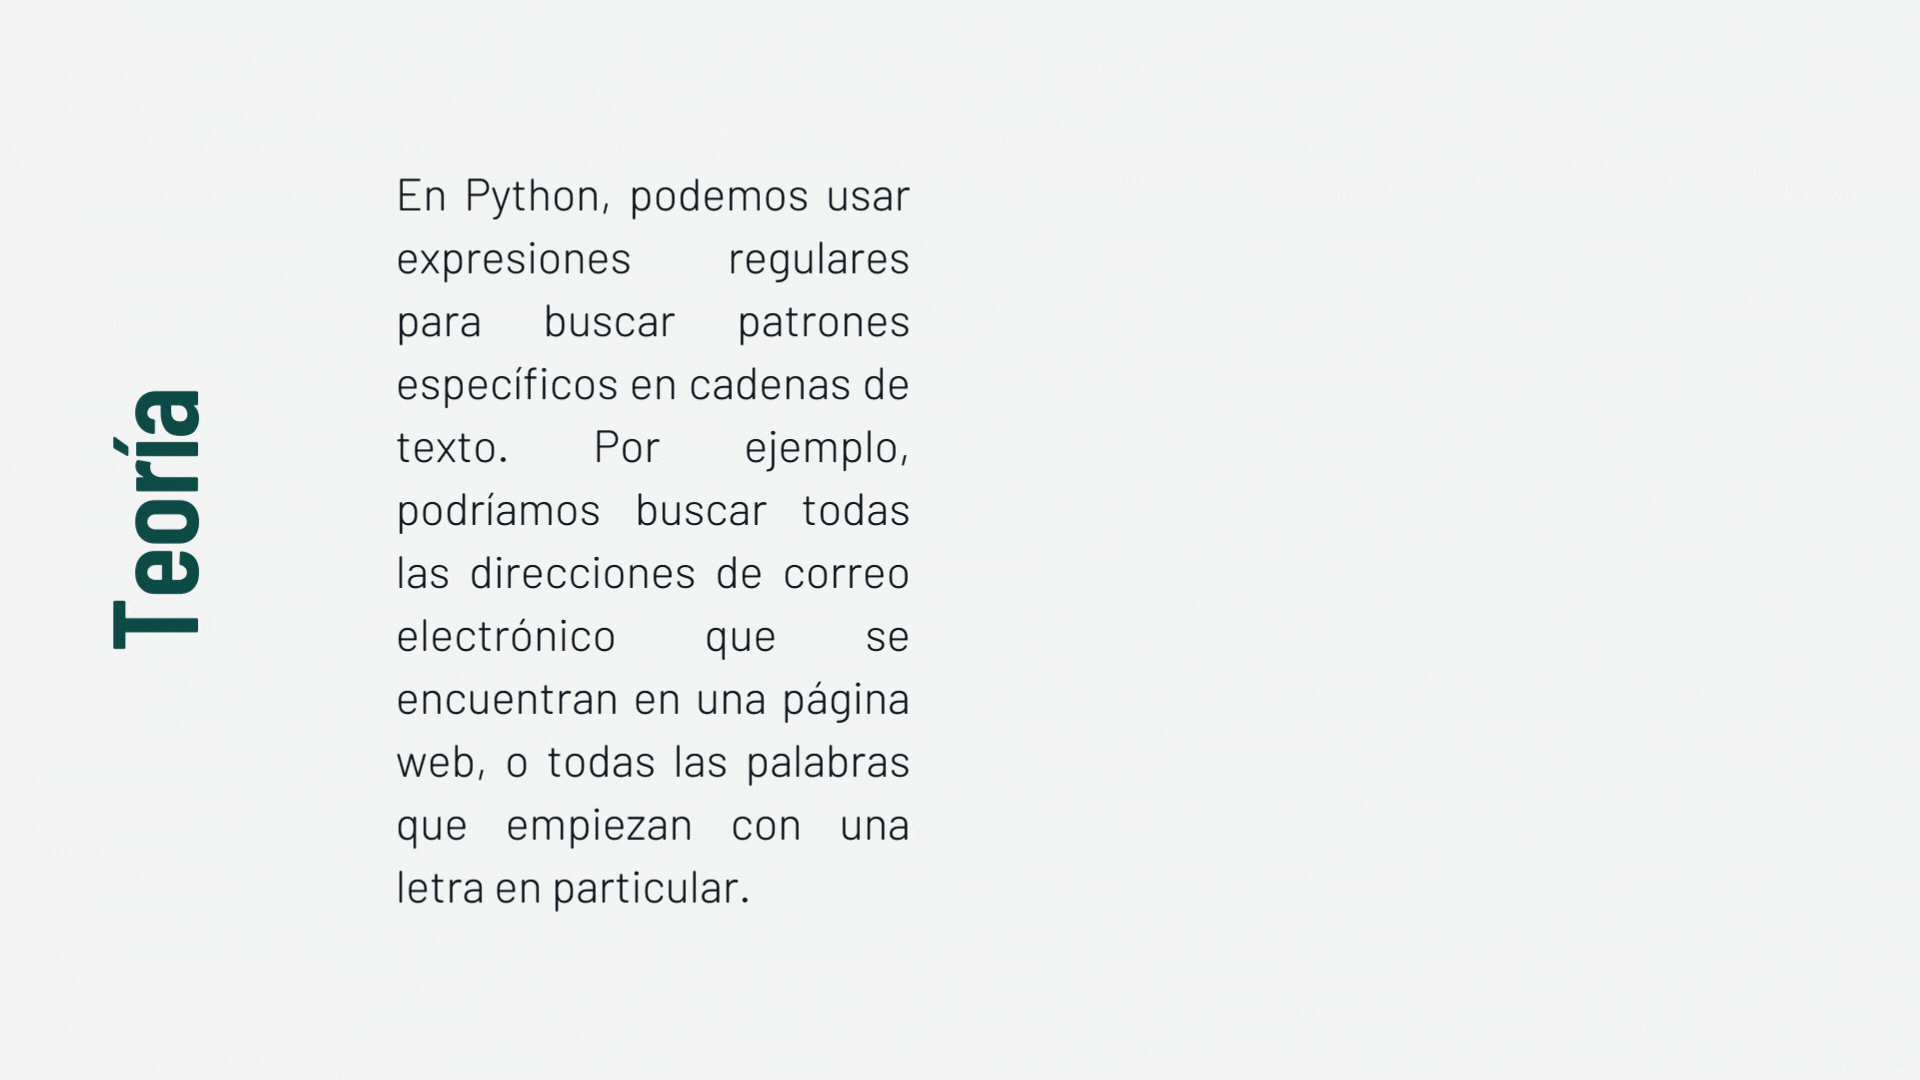 Teoría
En Python, podemos usar
expresiones regulares
para buscar patrones
específicos en cadenas de
texto. Por ejemplo,
podríamos buscar todas
las direcciones de correo
electrónico que se
encuentran en una página
web, o todas las palabras
que empiezan con una
letra en particular.